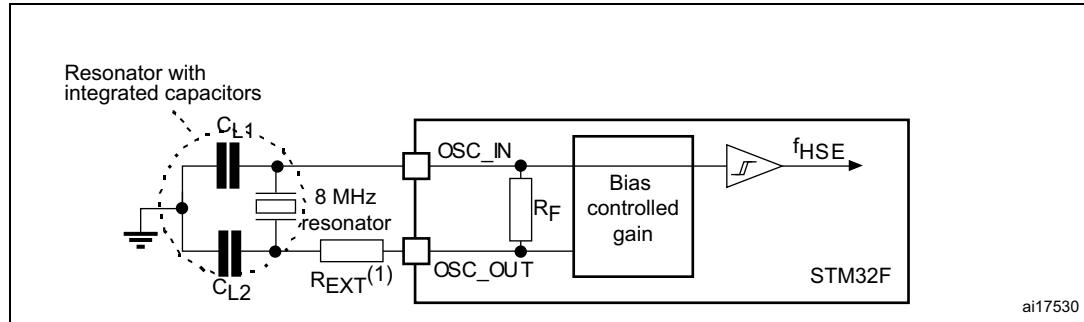 Resonator with
integrated capacitors
CL1
OSC_IN
fHSE
8 MHz
resonator
RF
Bias
controlled
gain
REXT(1)
OSC_OUT
STM32F
CL2
ai17530